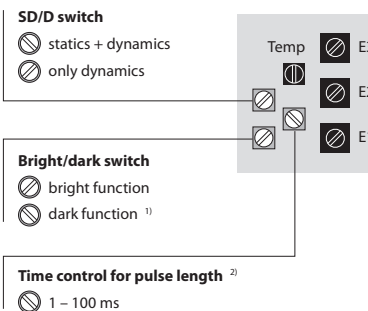 SD/D switch
statics + dynamics
only dynamics
Temp
Bright/dark switch
bright function
dark function 1)
Time control for pulse length 2)
1 – 100 ms